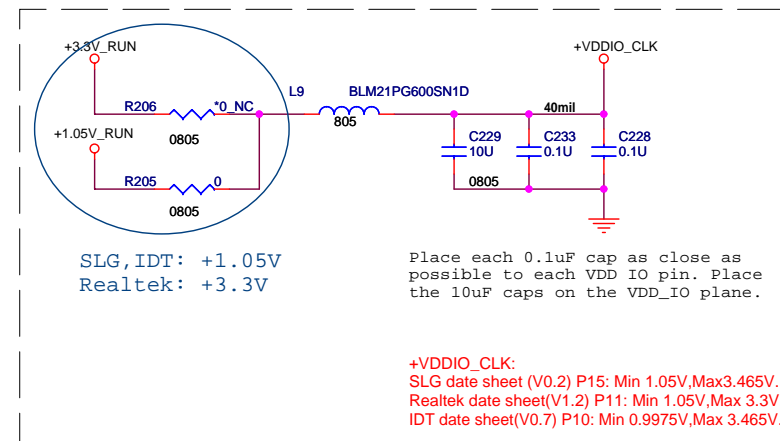 +3.3V_RUN
+VDDIO_CLK
L9
BLM21PG600SN1D
R206
*0_NC
805
40mil
0805
+1.05V_RUN
C229
10U
C233
0.1U
C228
0.1U
R205
0
0805
0805
SLG,IDT: +1.05V
Realtek: +3.3V
Place each 0.1uF cap as close as
possible to each VDD IO pin. Place
the 10uF caps on the VDD_IO plane.
+VDDIO_CLK:
SLG date sheet (V0.2) P15: Min 1.05V,Max3.465V.
Realtek date sheet(V1.2) P11: Min 1.05V,Max 3.3V
IDT date sheet(V0.7) P10: Min 0.9975V,Max 3.465V.